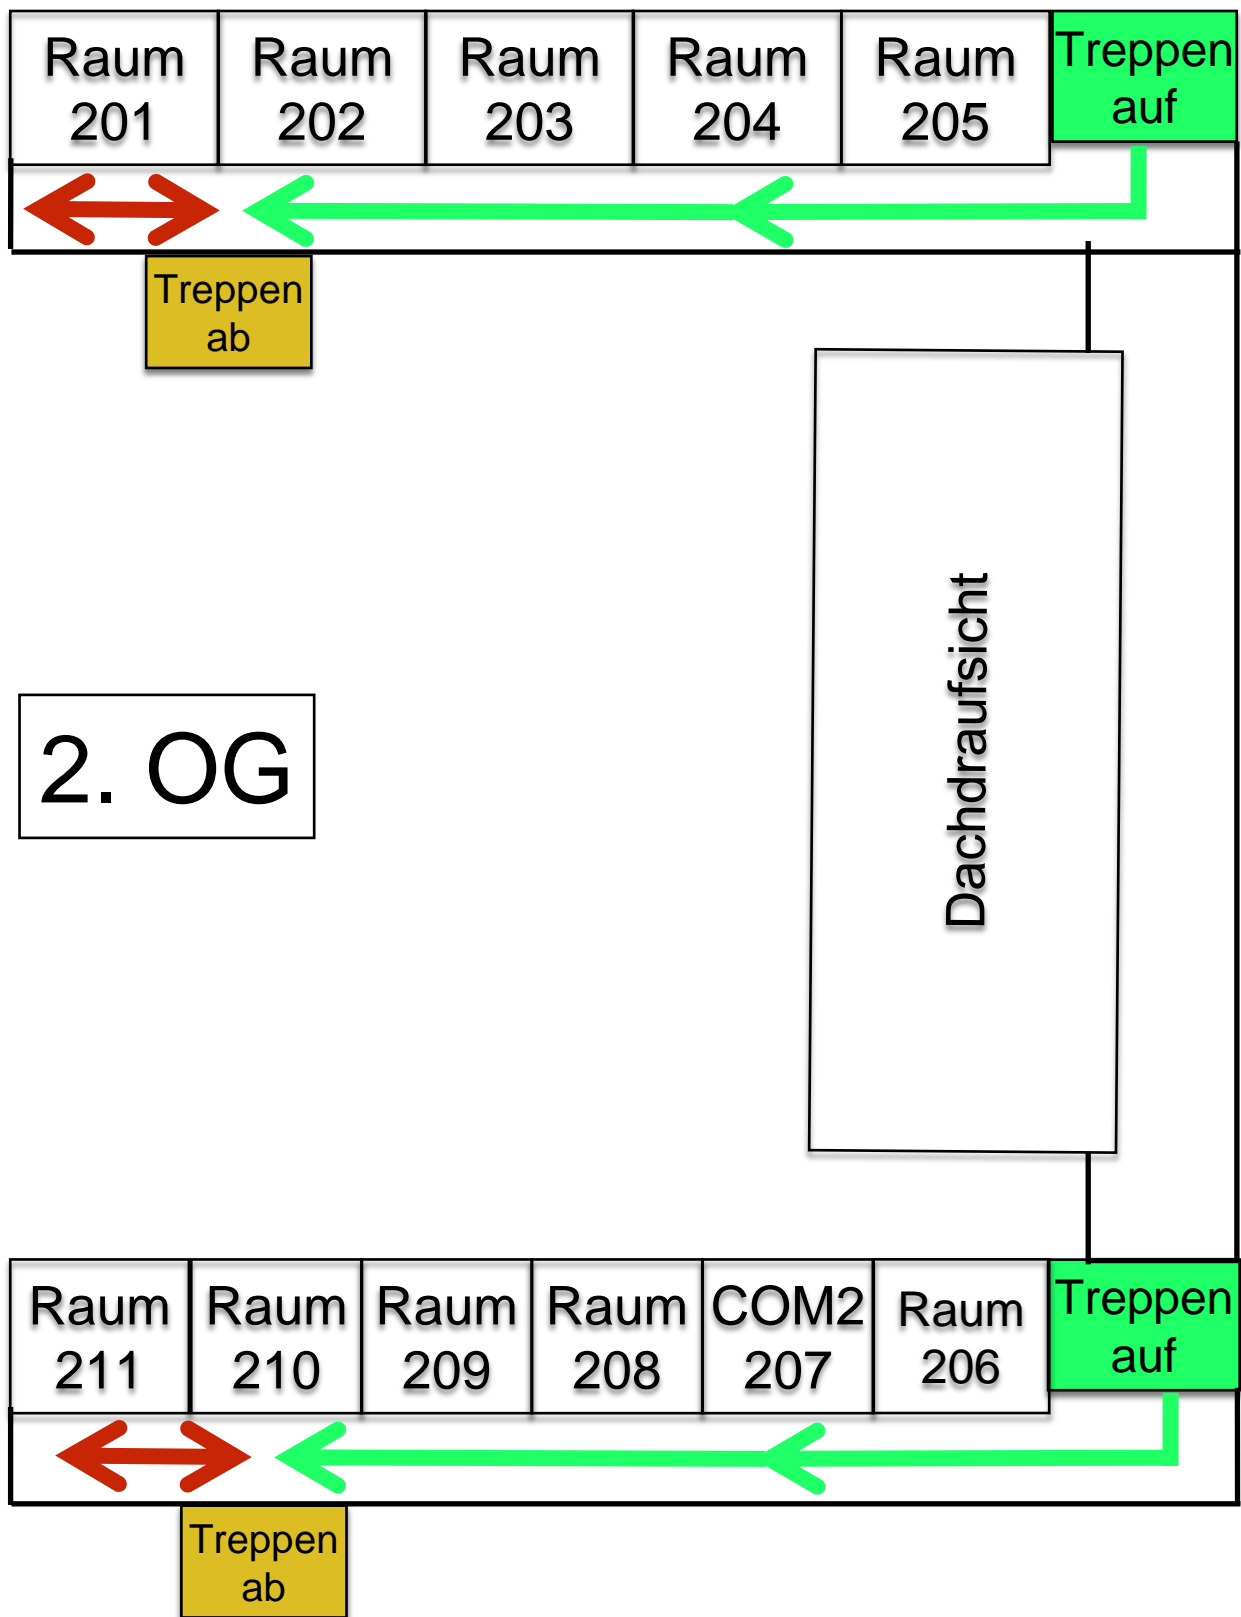 Raum
201
Raum
202
Raum
203
Raum
204
Raum
205
Treppen
auf
Treppen
ab
Dachdraufsicht
2. OG
Raum
211
Raum
210
Raum
209
Raum
208
COM2
207
Raum
206
Treppen
auf
Treppen
ab